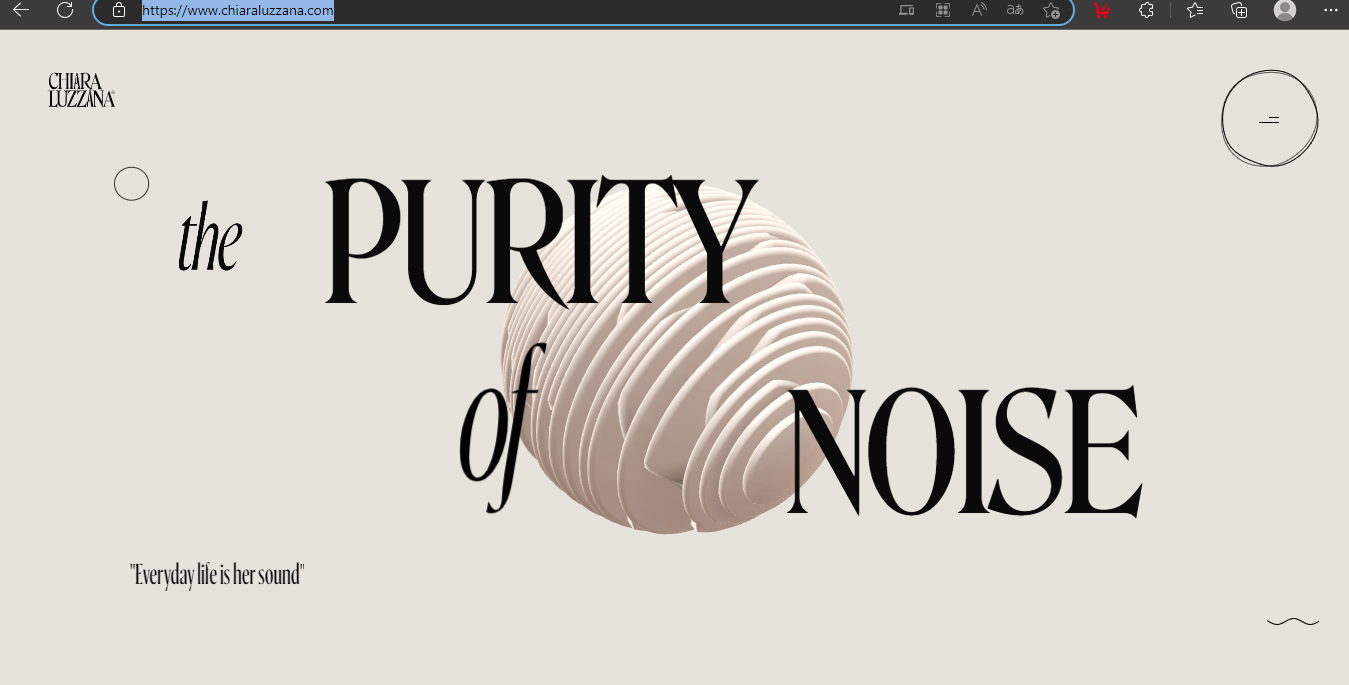 https://www.chiaraluzzana.com
CHIARA
LUZZANA®
the PURITY
of NOISE
"Everyday life is her sound"